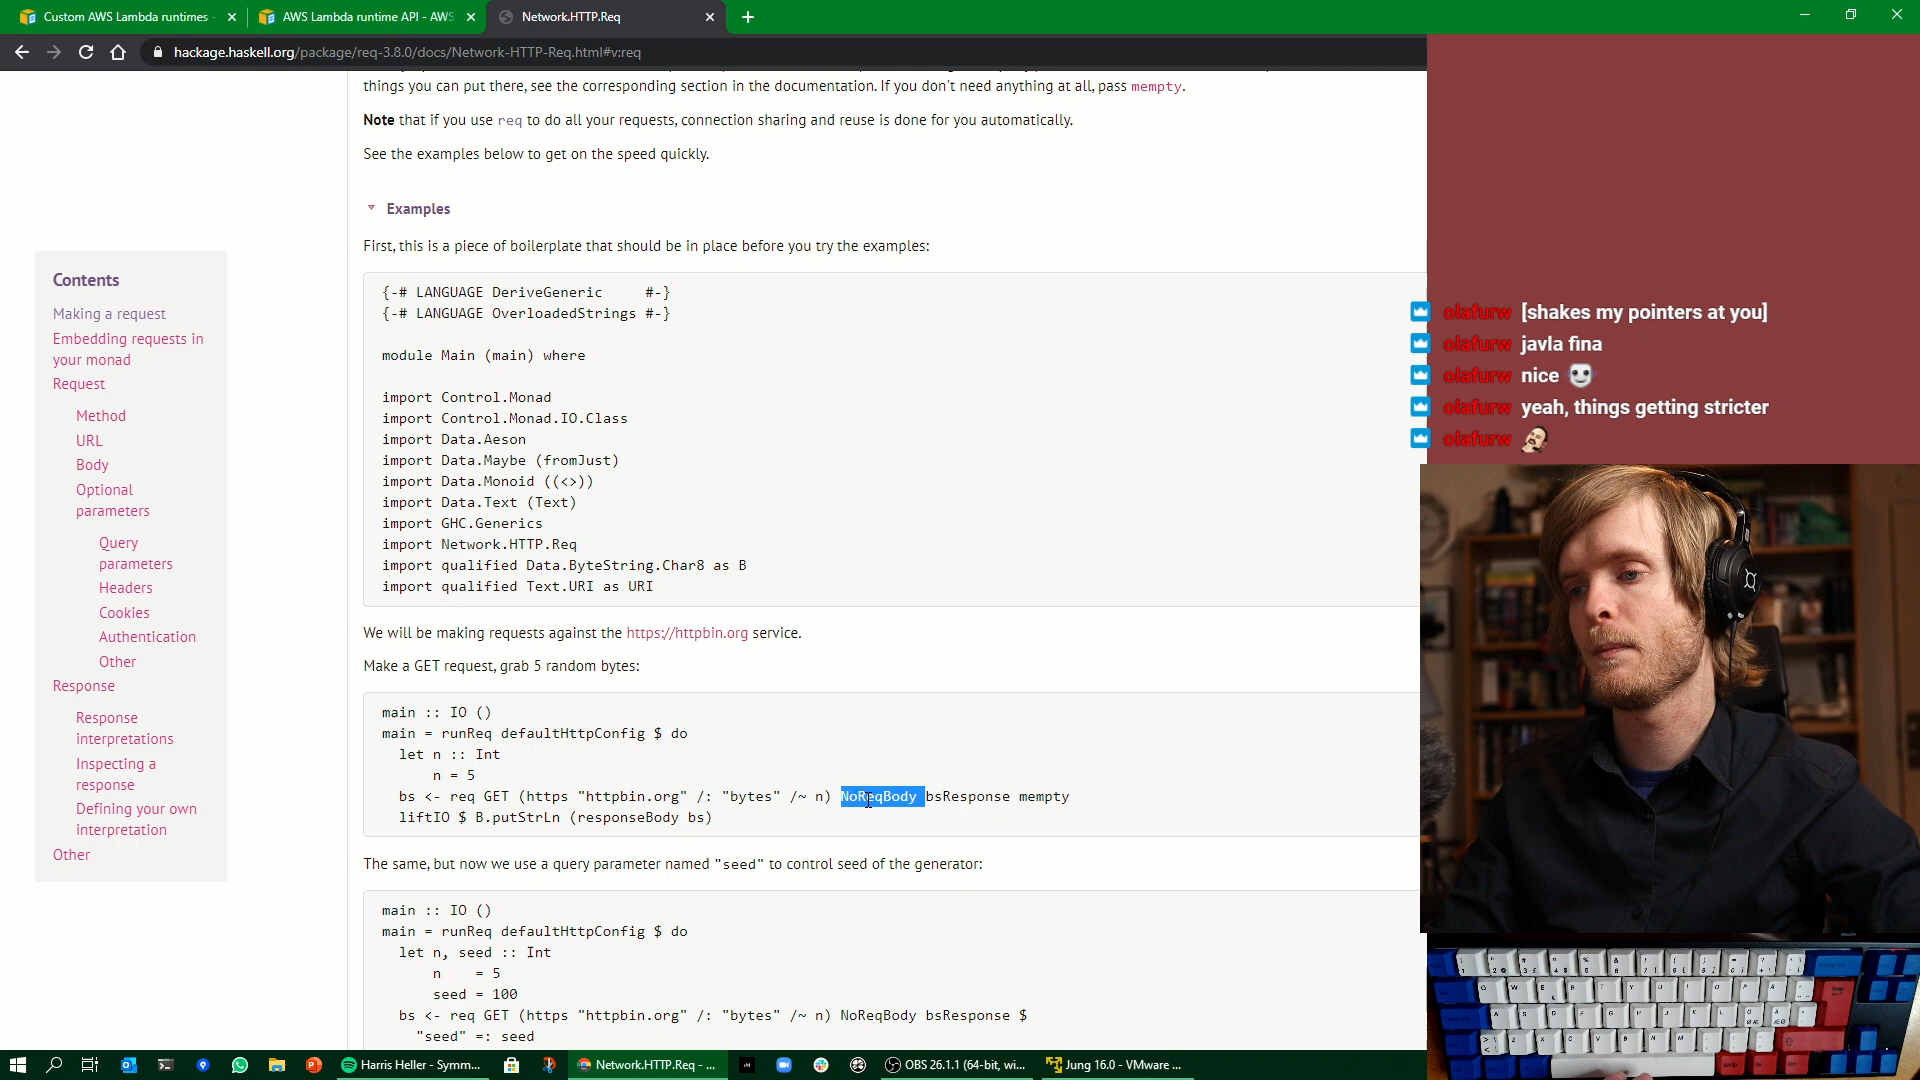 Custom AWS Lambda runtimes -
AWS Lambda runtime API - AWS
Network.HTTP.Req
hackage.haskell.org/package/req-3.8.0/docs/Network-HTTP-Req.html#v:req
things you can put there, see the corresponding section in the documentation. If you don't need anything at all, pass mempty.
Note that if you use req to do all your requests, connection sharing and reuse is done for you automatically.
See the examples below to get on the speed quickly.
Examples
First, this is a piece of boilerplate that should be in place before you try the examples:
{-# LANGUAGE DeriveGeneric     #-}
{-# LANGUAGE OverloadedStrings #-}
module Main (main) where
import Control.Monad
import Control.Monad.IO.Class
import Data.Aeson
import Data.Maybe (fromJust)
import Data.Monoid ((<>))
import Data.Text (Text)
import GHC.Generics
import Network.HTTP.Req
import qualified Data.ByteString.Char8 as B
import qualified Text.URI as URI
We will be making requests against the https://httpbin.org service.
Make a GET request, grab 5 random bytes:
main :: IO ()
main = runReq defaultHttpConfig $ do
let n :: Int
n = 5
bs <- req GET (https "httpbin.org" /: "bytes" /~ n) NoReqBody bsResponse mempty
liftIO $ B.putStrLn (responseBody bs)
The same, but now we use a query parameter named "seed" to control seed of the generator:
main :: IO ()
main = runReq defaultHttpConfig $ do
let n, seed :: Int
n    = 5
seed = 100
bs <- req GET (https "httpbin.org" /: "bytes" /~ n) NoReqBody bsResponse $
"seed" =: seed
Contents
Making a request
Embedding requests in
your monad
Request
Method
URL
Body
Optional
parameters
Query
parameters
Headers
Cookies
Authentication
Other
Response
Response
interpretations
Inspecting a
response
Defining your own
interpretation
Other
olafurw [shakes my pointers at you]
olafurw javla fina
olafurw nice
olafurw yeah, things getting stricter
olafurw
Harris Heller - Symm...
Network.HTTP.Req - ...
OBS 26.1.1 (64-bit, wi...
Jung 16.0 - VMware ...